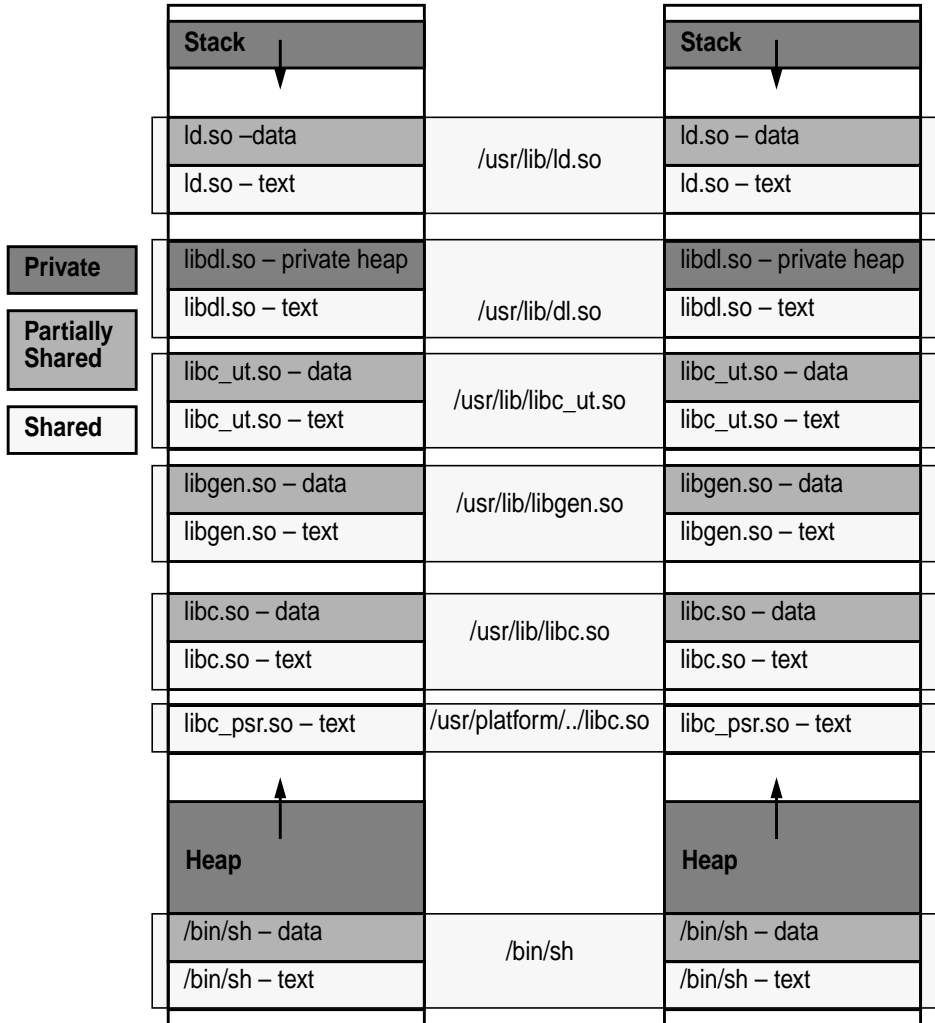 Stack
Stack
ld.so –data
/usr/lib/ld.so
ld.so – data
ld.so – text
ld.so – text
Private
libdl.so – private heap
libdl.so – private heap
libdl.so – text
/usr/lib/dl.so
libdl.so – text
Partially
Shared
libc_ut.so – data
/usr/lib/libc_ut.so
libc_ut.so – data
Shared
libc_ut.so – text
libc_ut.so – text
libgen.so – data
/usr/lib/libgen.so
libgen.so – data
libgen.so – text
libgen.so – text
libc.so – data
/usr/lib/libc.so
libc.so – data
libc.so – text
libc.so – text
libc_psr.so – text
/usr/platform/../libc.so
libc_psr.so – text
Heap
Heap
/bin/sh – data
/bin/sh
/bin/sh – data
/bin/sh – text
/bin/sh – text